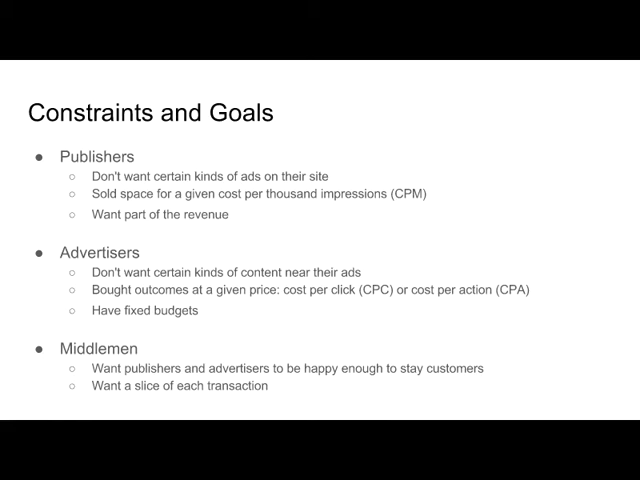 Constraints and Goals
● Publishers
○ Don't want certain kinds of ads on their site
○ Sold space for a given cost per thousand impressions (CPM)
○ Want part of the revenue
● Advertisers
○ Don't want certain kinds of content near their ads
○ Bought outcomes at a given price: cost per click (CPC) or cost per action (CPA)
○ Have fixed budgets
● Middlemen
○ Want publishers and advertisers to be happy enough to stay customers
○ Want a slice of each transaction